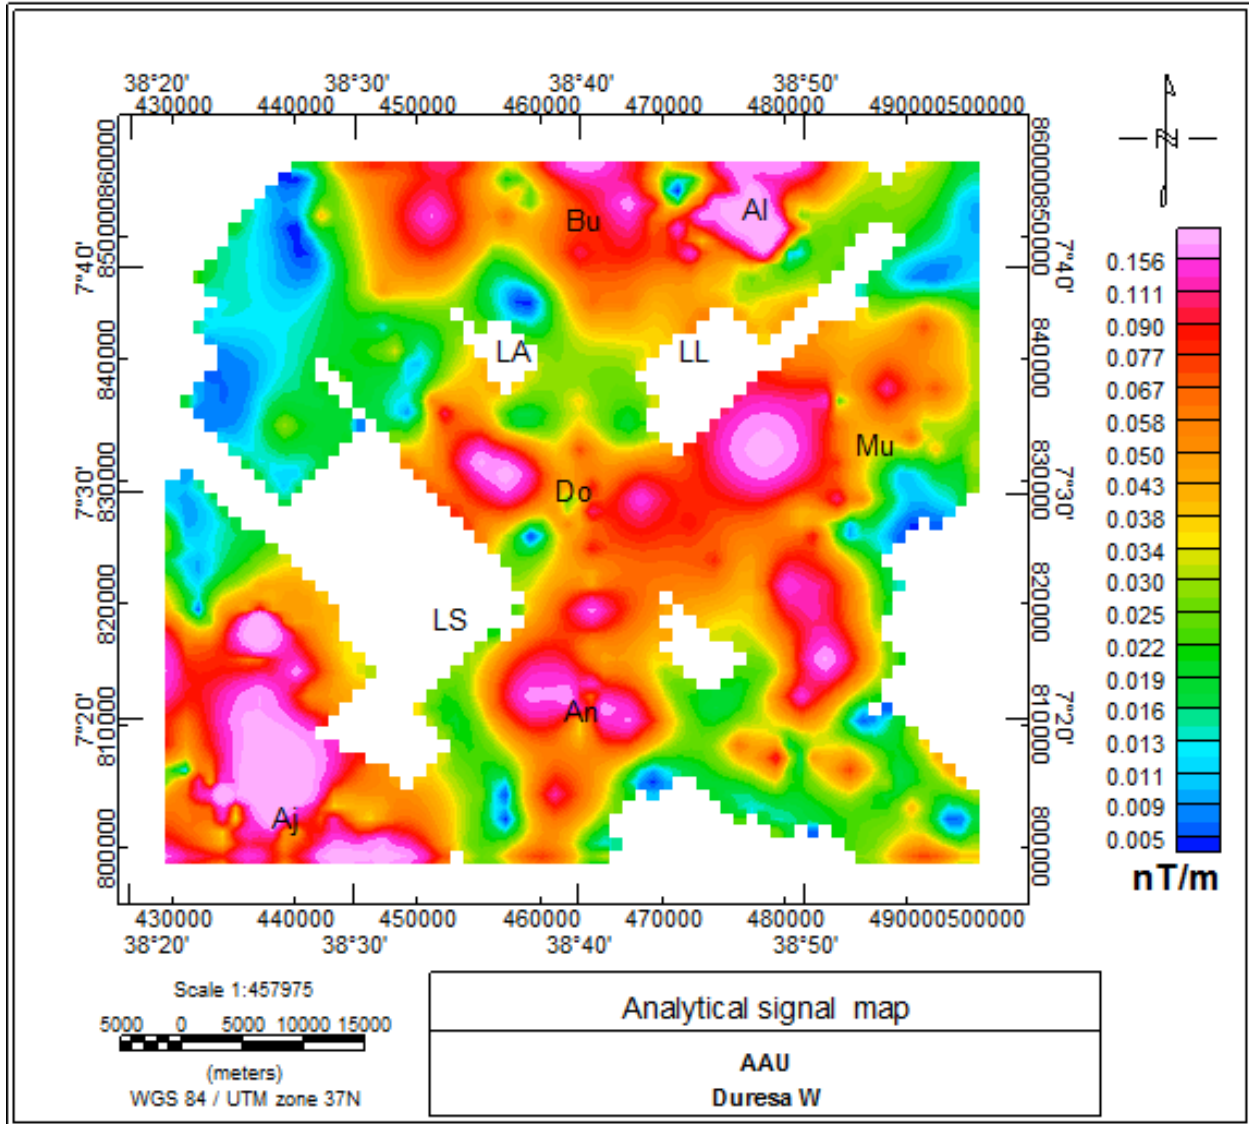 38°20' 38°30' 38°40' 38°50'
430000 440000 450000 460000 470000 480000 490000500000
N
860000
850000
7°40'
840000
830000
7°30'
820000
810000
7°20'
800000
Bu
Al
LA
LL
Mu
Do
LS
An
Aj
860000
850000
7°40'
840000
830000
7°30'
820000
810000
7°20'
800000
0.156
0.111
0.090
0.077
0.067
0.058
0.050
0.043
0.038
0.034
0.030
0.025
0.022
0.019
0.016
0.013
0.011
0.009
0.005
nT/m
430000 440000 450000 460000 470000 480000 490000500000
38°20' 38°30' 38°40' 38°50'
Scale 1:457975
5000 0 5000 10000 15000
(meters)
WGS 84 / UTM zone 37N
Analytical signal map
AAU
Duresa W